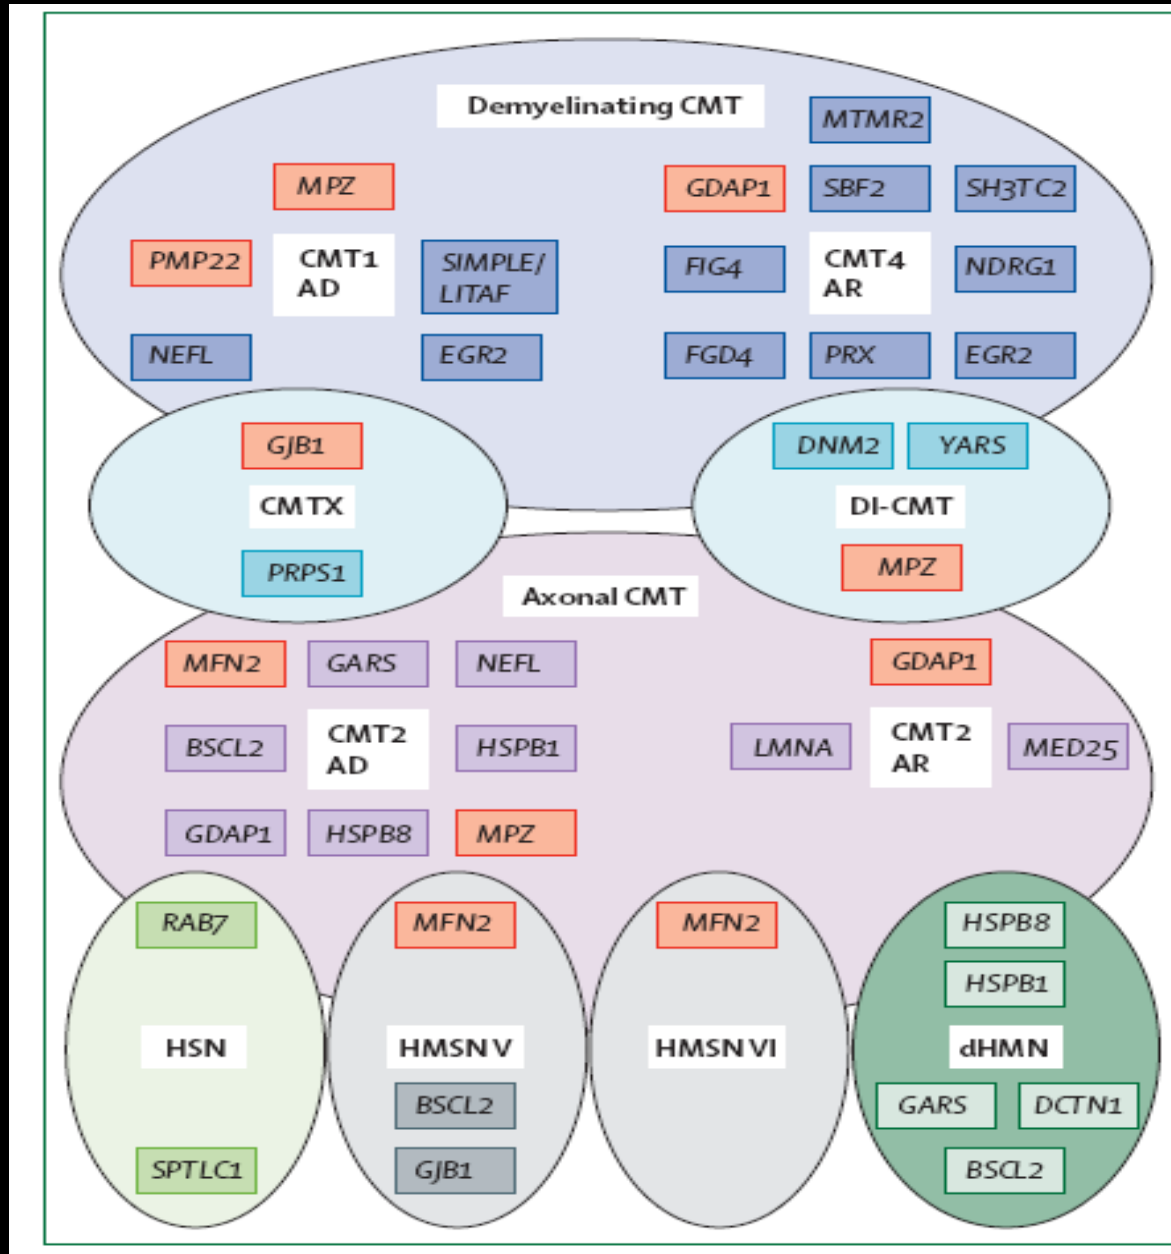 Demyelinating CMT
MTMR2
MPZ
GDAP1
SBF2
SH3TC2
PMP22
CMT1
AD
SIMPLE/
LITAF
FIG4
CMT4
AR
NDRG1
NEFL
EGR2
FGD4
PRX
EGR2
GJB1
CMTX
PRPS1
DNM2
YARS
DI-CMT
MPZ
Axonal CMT
MFN2
GARS
NEFL
BSCL2
CMT2
AD
HSPB1
GDAP1
HSPB8
MPZ
GDAP1
LMNA
CMT2
AR
MED25
RAB7
HSN
SPTLC1
MFN2
HMSN V
BSCL2
GJB1
MFN2
HMSN VI
HSPB8
HSPB1
dHMN
GARS
DCTN1
BSCL2